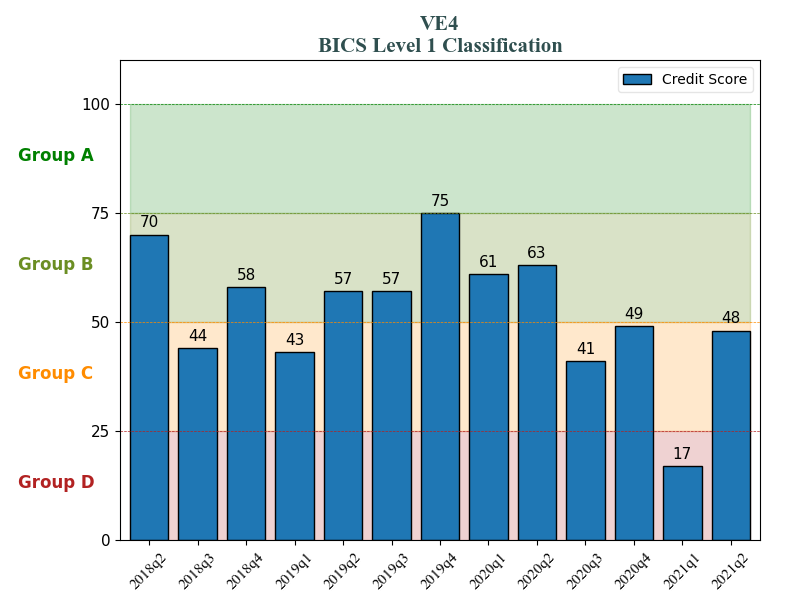 VE4
BICS Level 1 Classification
Credit Score
100
75
50
25
0
Group A
Group B
Group C
Group D
70
44
58
43
57
57
75
61
63
41
49
17
48
2018q2
2018q3
2018q4
2019q1
2019q2
2019q3
2019q4
2020q1
2020q2
2020q3
2020q4
2021q1
2021q2